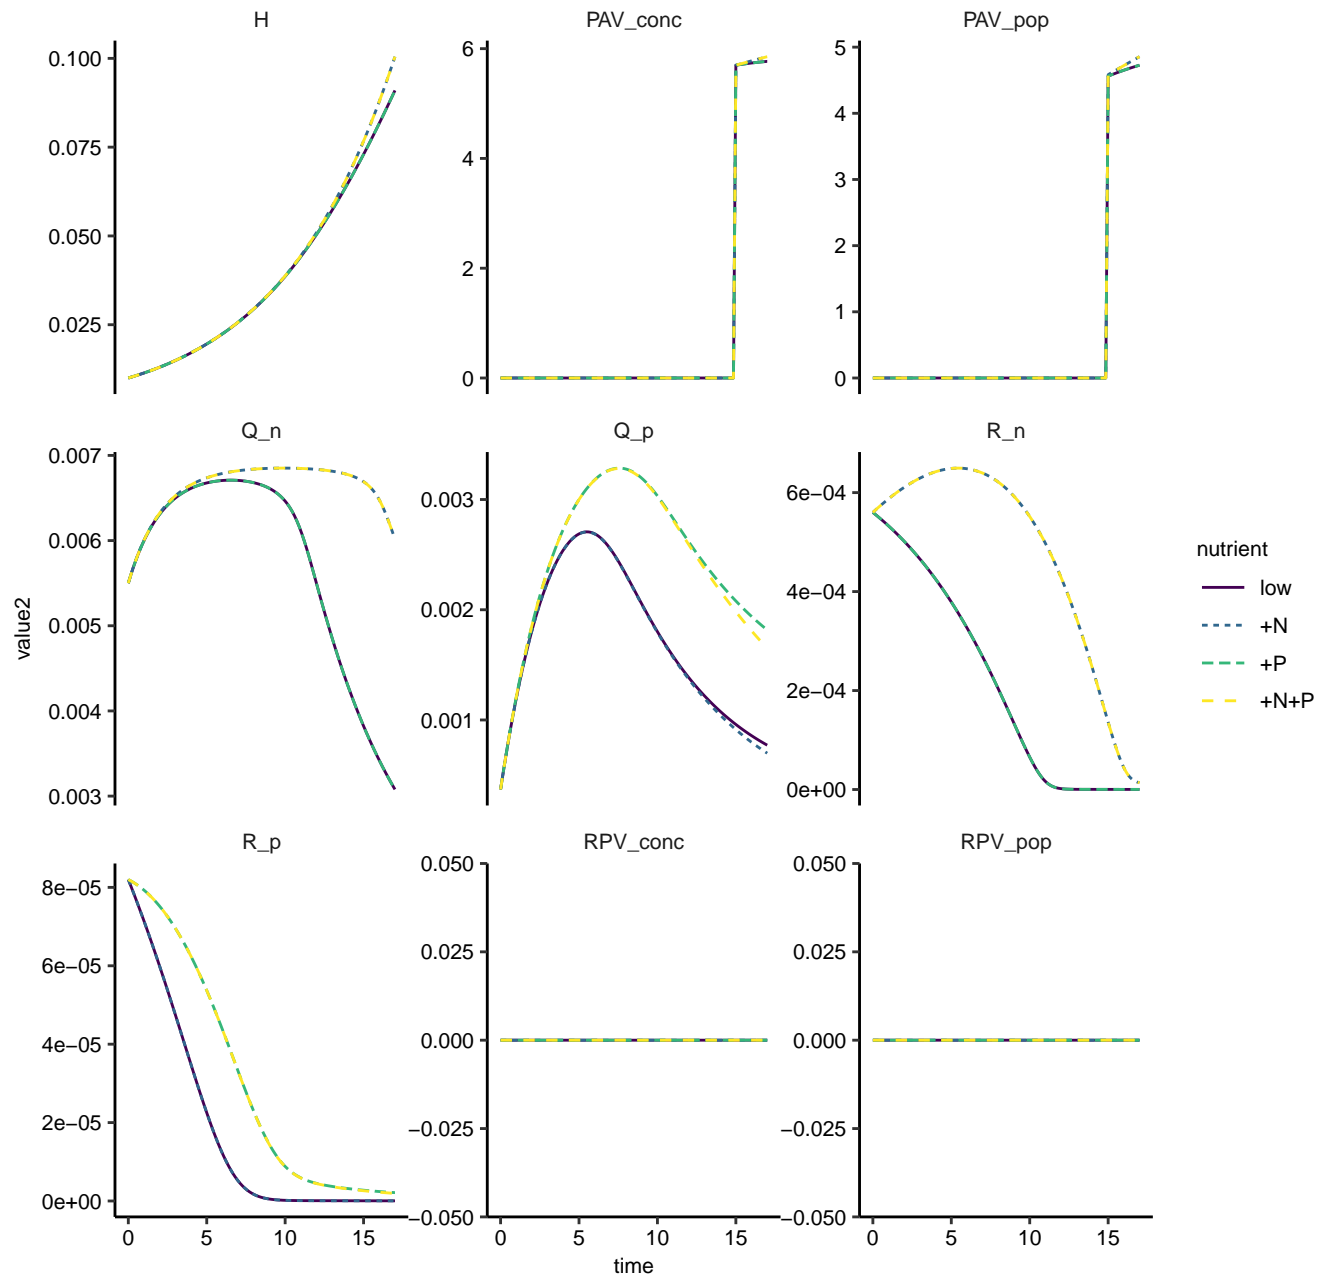 H PAV_conc PAV_pop
0.100
0.075
0.050
0.025
6
4
2
0
5
4
3
2
1
0
Q_n Q_p R_n
0.007
0.006
0.005
0.004
0.003
0.003
0.002
0.001
6e−04
4e−04
2e−04
0e+00
R_p RPV_conc RPV_pop
8e−05
6e−05
4e−05
2e−05
0e+00
0.050
0.025
0.000
−0.025
−0.050
0.050
0.025
0.000
−0.025
−0.050
0 5 10 15
0 5 10 15
0 5 10 15
time
value2
nutrient
low
+N
+P
+N+P